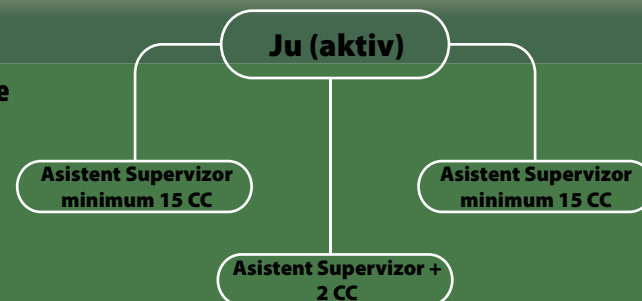 Ju (aktiv)
e
Asistent Supervizor
minimum 15 CC
Asistent Supervizor
minimum 15 CC
Asistent Supervizor +
2 CC